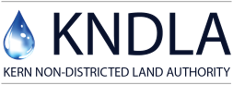 KNDLA
KERN NON-DISTRICTED LAND AUTHORITY